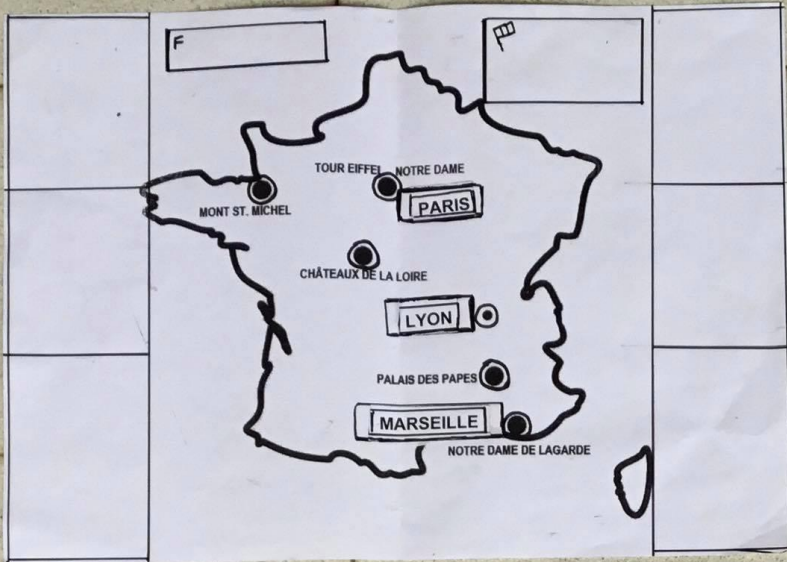 F
TOUR EIFFEL NOTRE DAME
PARIS
MONT ST. MICHEL
CHÂTEAUX DE LA LOIRE
LYON
PALAIS DES PAPES
MARSEILLE
NOTRE DAME DE LAGARDE